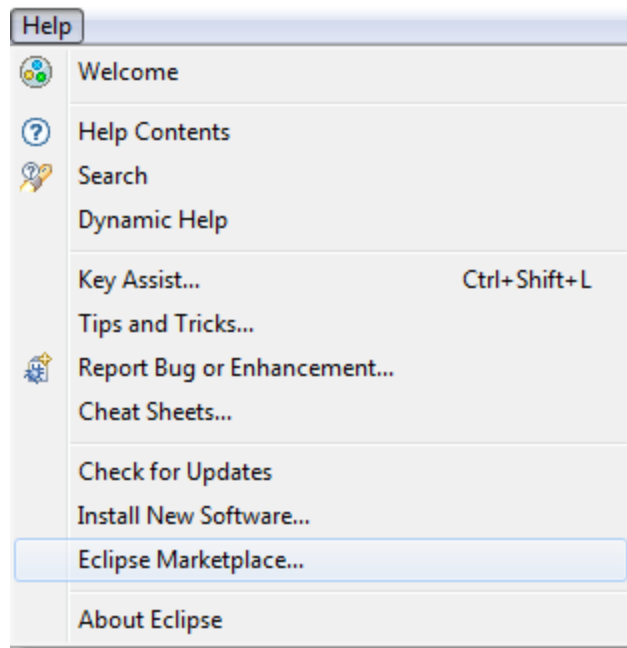 Help
Welcome
Help Contents
Search
Dynamic Help
Key Assist... Ctrl+Shift+L
Tips and Tricks...
Report Bug or Enhancement...
Cheat Sheets...
Check for Updates
Install New Software...
Eclipse Marketplace...
About Eclipse